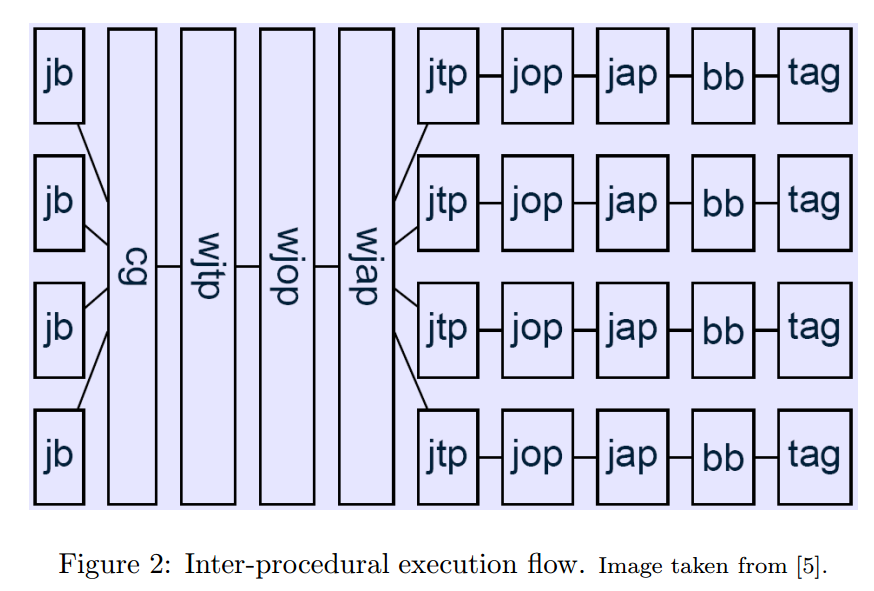 jb
jb
jb
jb
cg
wjtp
wjop
wjap
jtp jop jap bb tag
jtp jop jap bb tag
jtp jop jap bb tag
jtp jop jap bb tag
Figure 2: Inter-procedural execution flow. Image taken from [5].